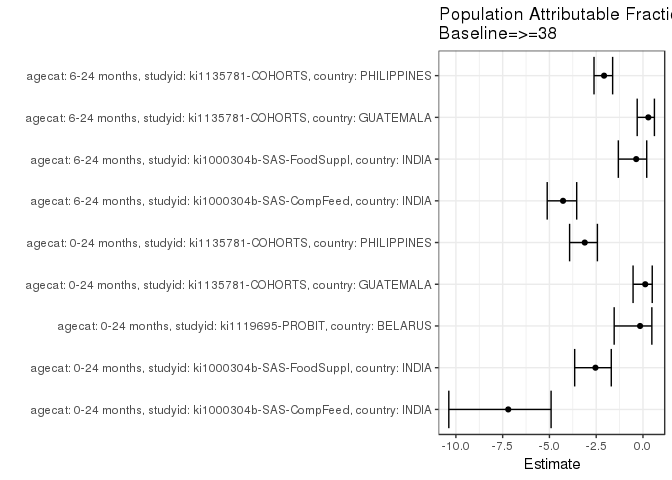 Population Attributable Fracti
Baseline=>=38
agecat: 6-24 months, studyid: ki1135781-COHORTS, country: PHILIPPINES
agecat: 6-24 months, studyid: ki1135781-COHORTS, country: GUATEMALA
agecat: 6-24 months, studyid: ki1000304b-SAS-FoodSuppl, country: INDIA
agecat: 6-24 months, studyid: ki1000304b-SAS-CompFeed, country: INDIA
agecat: 0-24 months, studyid: ki1135781-COHORTS, country: PHILIPPINES
agecat: 0-24 months, studyid: ki1135781-COHORTS, country: GUATEMALA
agecat: 0-24 months, studyid: ki1119695-PROBIT, country: BELARUS
agecat: 0-24 months, studyid: ki1000304b-SAS-FoodSuppl, country: INDIA
agecat: 0-24 months, studyid: ki1000304b-SAS-CompFeed, country: INDIA
-10.0 -7.5 -5.0 -2.5 0.0
Estimate